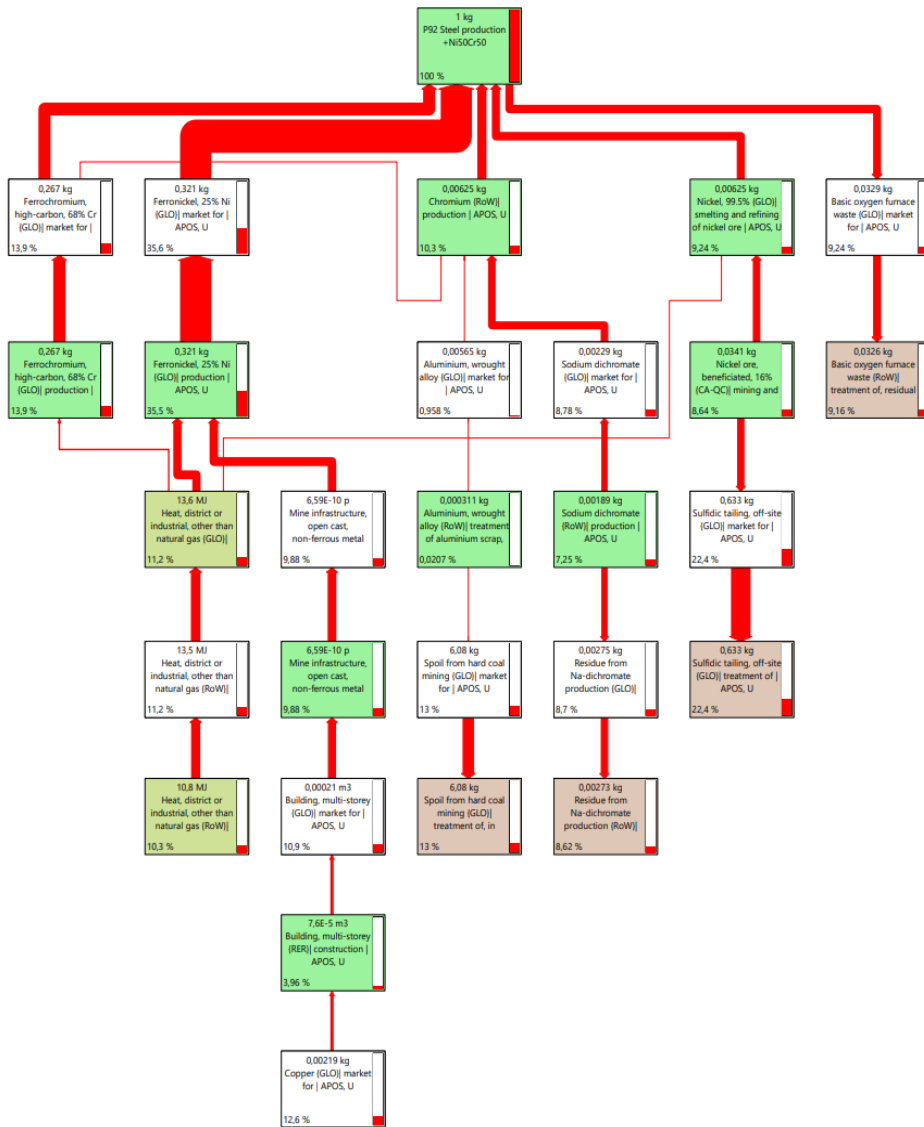 1 kg
P92 Steel production
+Ni50Cr50
100 %
0,267 kg
Ferrochromium,
high-carbon, 68% Cr
{GLO}| market for |
13,9 %
0,321 kg
Ferronickel, 25% Ni
{GLO}| market for |
APOS, U
35,6 %
0,00625 kg
Chromium {RoW}|
production | APOS, U
10,3 %
0,00625 kg
Nickel, 99.5% {GLO}|
smelting and refining
of nickel ore | APOS, U
9,24 %
0,0329 kg
Basic oxygen furnace
waste {GLO}| market
for | APOS, U
9,24 %
0,267 kg
Ferrochromium,
high-carbon, 68% Cr
{GLO}| production |
13,9 %
0,321 kg
Ferronickel, 25% Ni
{GLO}| production |
APOS, U
35,5 %
0,00565 kg
Aluminium, wrought
alloy {GLO}| market for
| APOS, U
0,958 %
0,00229 kg
Sodium dichromate
{GLO}| market for |
APOS, U
8,78 %
0,0341 kg
Nickel ore,
beneficiated, 16%
{CA-QC}| mining and
8,64 %
0,0326 kg
Basic oxygen furnace
waste {RoW}|
treatment of, residual
9,16 %
13,6 MJ
Heat, district or
industrial, other than
natural gas {GLO}|
11,2 %
6,59E-10 p
Mine infrastructure,
open cast,
non-ferrous metal
9,88 %
0,000311 kg
Aluminium, wrought
alloy {RoW}| treatment
of aluminium scrap,
0,0207 %
0,00189 kg
Sodium dichromate
{RoW}| production |
APOS, U
7,25 %
0,633 kg
Sulfidic tailing, off-site
{GLO}| market for |
APOS, U
22,4 %
13,5 MJ
Heat, district or
industrial, other than
natural gas {RoW}|
11,2 %
6,59E-10 p
Mine infrastructure,
open cast,
non-ferrous metal
9,88 %
6,08 kg
Spoil from hard coal
mining {GLO}| market
for | APOS, U
13 %
0,00275 kg
Residue from
Na-dichromate
production {GLO}|
8,7 %
0,633 kg
Sulfidic tailing, off-site
{GLO}| treatment of |
APOS, U
22,4 %
10,8 MJ
Heat, district or
industrial, other than
natural gas {RoW}|
10,3 %
0,00021 m3
Building, multi-storey
{GLO}| market for |
APOS, U
10,9 %
6,08 kg
Spoil from hard coal
mining {GLO}|
treatment of, in
13 %
0,00273 kg
Residue from
Na-dichromate
production {RoW}|
8,62 %
7,6E-5 m3
Building, multi-storey
{RER}| construction |
APOS, U
3,96 %
0,00219 kg
Copper {GLO}| market
for | APOS, U
12,6 %